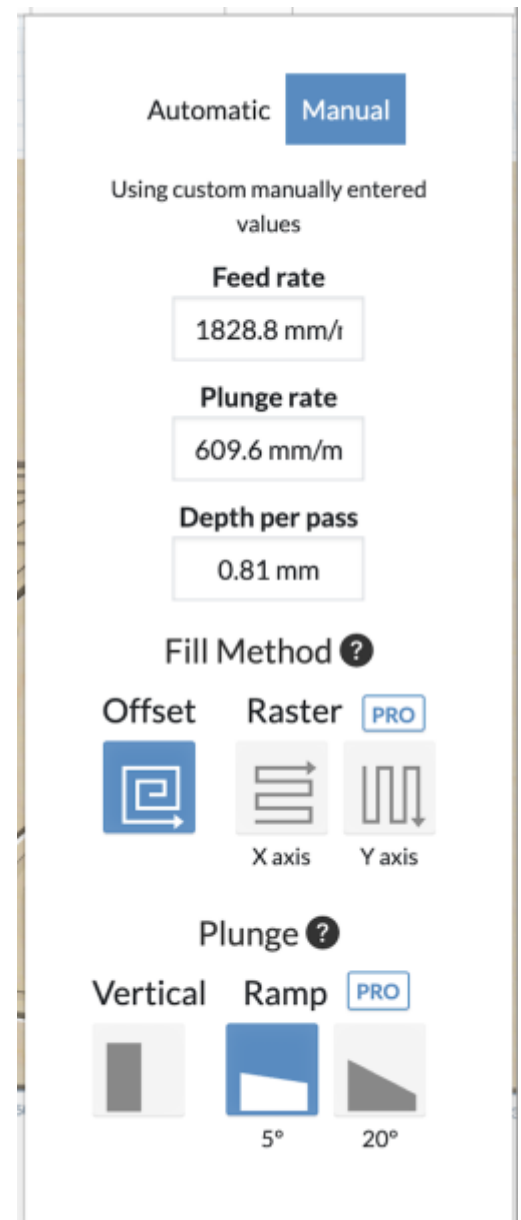 Automatic Manual
Using custom manually entered
values
Feed rate
1828.8 mm/
Plunge rate
609.6 mm/m
Depth per pass
0.81 mm
Fill Method ?
Offset Raster PRO
X axis Y axis
Plunge ?
Vertical Ramp PRO
5° 20°